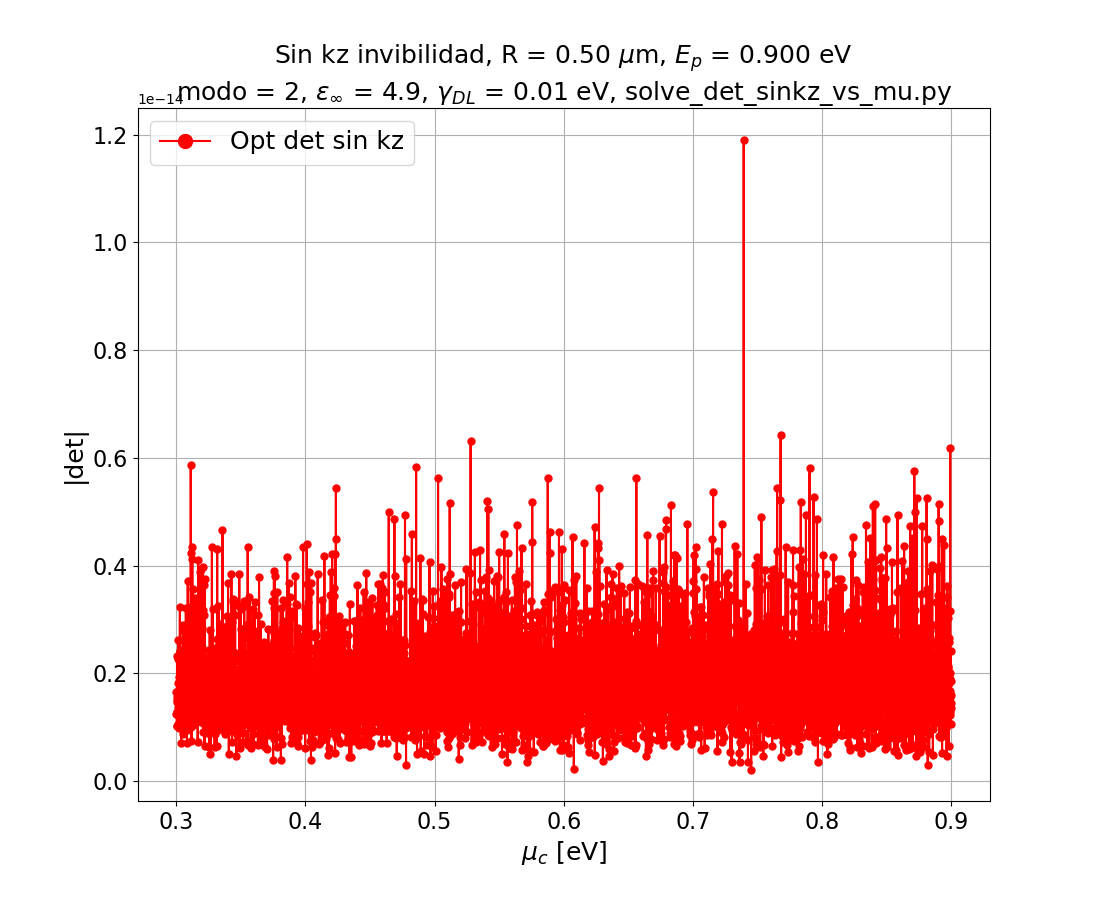 Sin kz invibilidad, R = 0.50 μm, E_p = 0.900 eV
modo = 2, ε_∞ = 4.9, γ_DL = 0.01 eV, solve_det_sinkz_vs_mu.py
1e−14
Opt det sin kz
1.2
1.0
0.8
0.6
0.4
0.2
0.0
|det|
0.3 0.4 0.5 0.6 0.7 0.8 0.9
μ_c [eV]